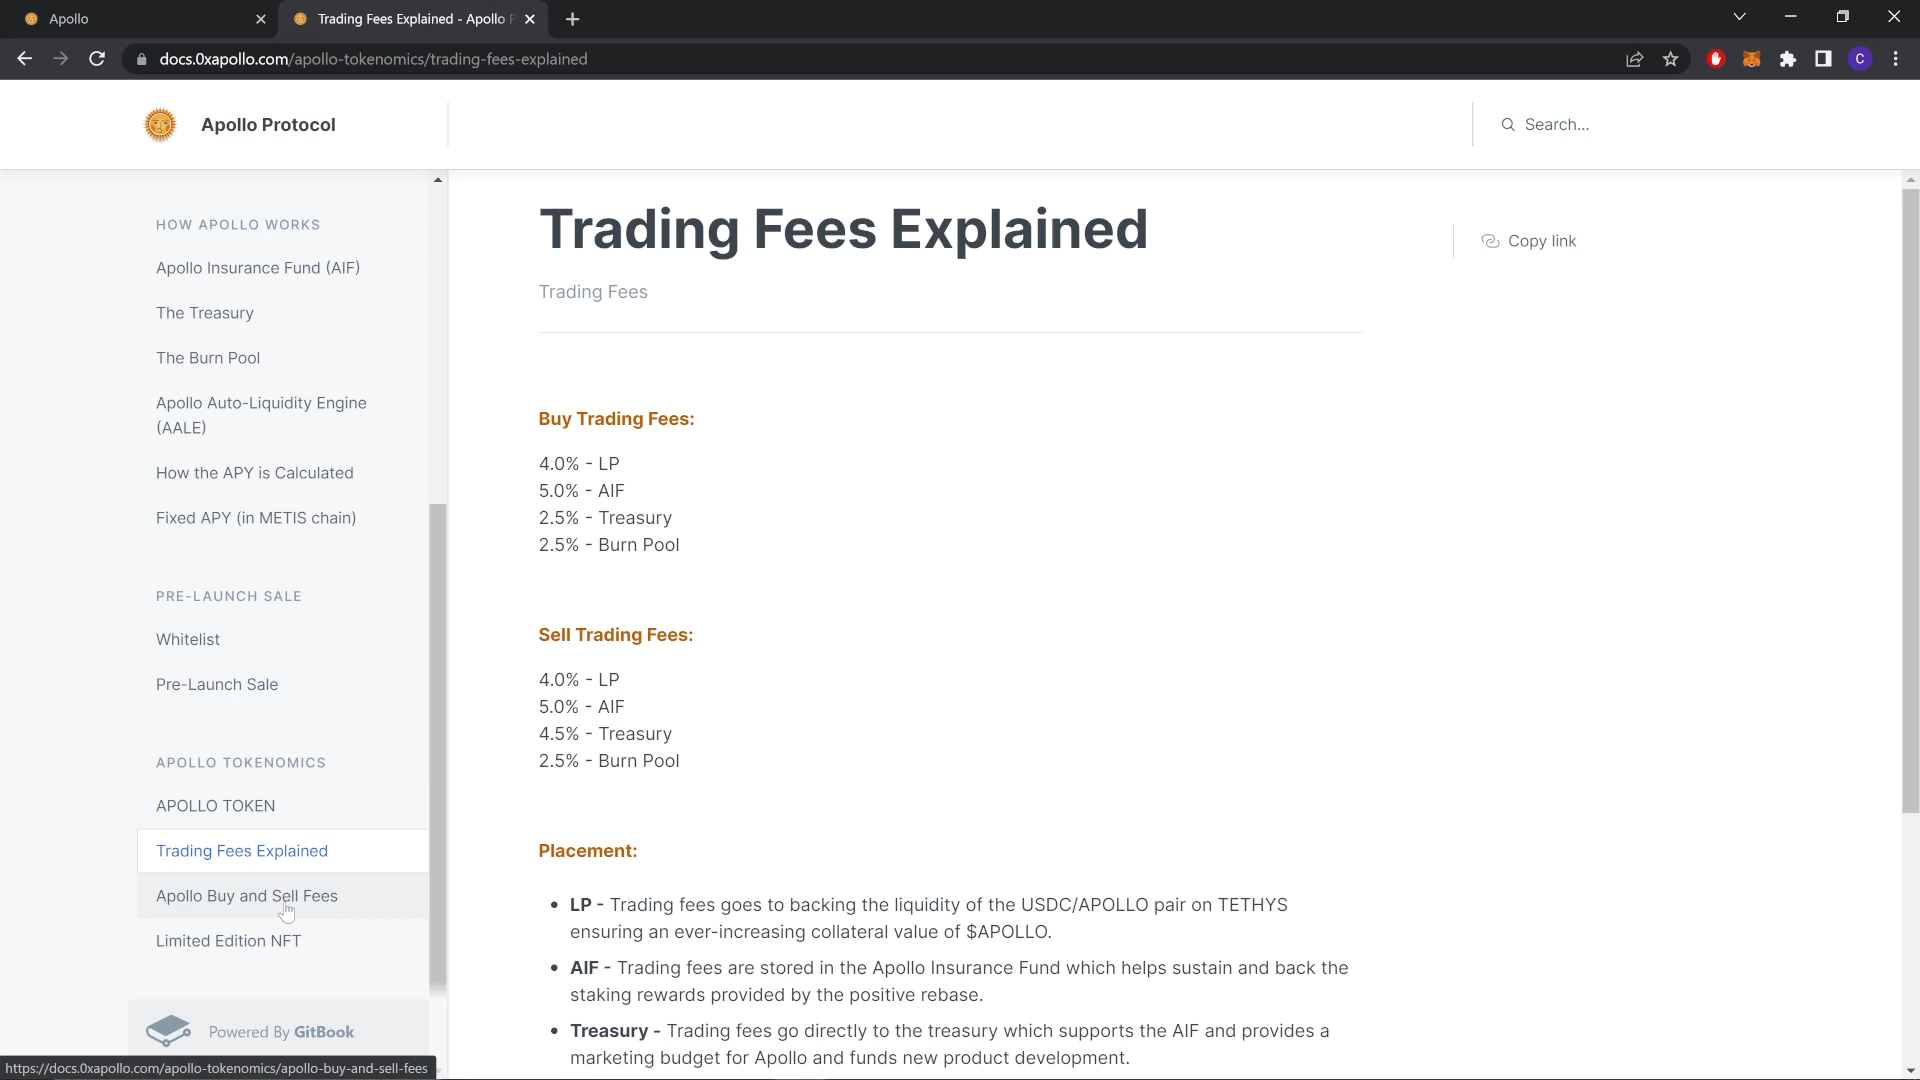 Apollo
Trading Fees Explained - Apollo P
docs.0xapollo.com/apollo-tokenomics/trading-fees-explained
C
Apollo Protocol
Search...
HOW APOLLO WORKS
Apollo Insurance Fund (AIF)
The Treasury
The Burn Pool
Apollo Auto-Liquidity Engine
(AALE)
How the APY is Calculated
Fixed APY (in METIS chain)
PRE-LAUNCH SALE
Whitelist
Pre-Launch Sale
APOLLO TOKENOMICS
APOLLO TOKEN
Trading Fees Explained
Apollo Buy and Sell Fees
Limited Edition NFT
Powered By GitBook
https://docs.0xapollo.com/apollo-tokenomics/apollo-buy-and-sell-fees
Trading Fees Explained
Copy link
Trading Fees
Buy Trading Fees:
4.0% - LP
5.0% - AIF
2.5% - Treasury
2.5% - Burn Pool
Sell Trading Fees:
4.0% - LP
5.0% - AIF
4.5% - Treasury
2.5% - Burn Pool
Placement:
• LP - Trading fees goes to backing the liquidity of the USDC/APOLLO pair on TETHYS
ensuring an ever-increasing collateral value of $APOLLO.
• AIF - Trading fees are stored in the Apollo Insurance Fund which helps sustain and back the
staking rewards provided by the positive rebase.
• Treasury - Trading fees go directly to the treasury which supports the AIF and provides a
marketing budget for Apollo and funds new product development.